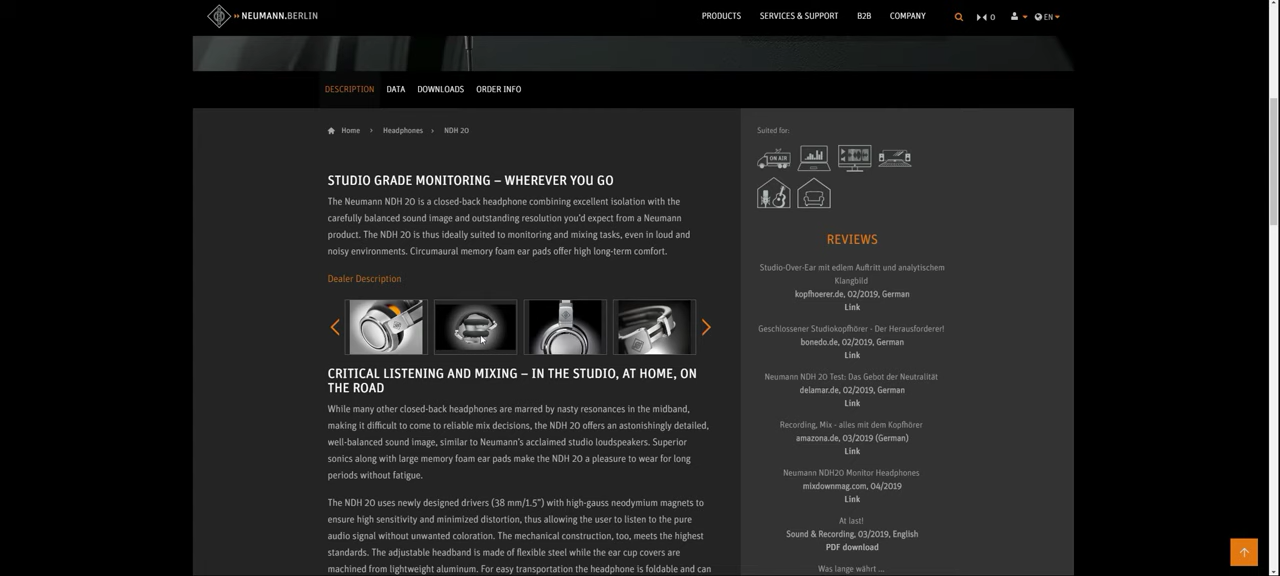 NEUMANN.BERLIN
PRODUCTS SERVICES & SUPPORT B2B COMPANY 0 EN
DESCRIPTION DATA DOWNLOADS ORDER INFO
Home > Headphones > NDH 20
STUDIO GRADE MONITORING – WHEREVER YOU GO
The Neumann NDH 20 is a closed-back headphone combining excellent isolation with the
carefully balanced sound image and outstanding resolution you'd expect from a Neumann
product. The NDH 20 is thus ideally suited to monitoring and mixing tasks, even in loud and
noisy environments. Circumaural memory foam ear pads offer high long-term comfort.
Dealer Description
CRITICAL LISTENING AND MIXING – IN THE STUDIO, AT HOME, ON
THE ROAD
While many other closed-back headphones are marred by nasty resonances in the midband,
making it difficult to come to reliable mix decisions, the NDH 20 offers an astonishingly detailed,
well-balanced sound image, similar to Neumann's acclaimed studio loudspeakers. Superior
sonics along with large memory foam ear pads make the NDH 20 a pleasure to wear for long
periods without fatigue.
The NDH 20 uses newly designed drivers (38 mm/1.5") with high-gauss neodymium magnets to
ensure high sensitivity and minimized distortion, thus allowing the user to listen to the pure
audio signal without unwanted coloration. The mechanical construction, too, meets the highest
standards. The adjustable headband is made of flexible steel while the ear cup covers are
machined from lightweight aluminum. For easy transportation the headphone is foldable and can
Suited for:
ON AIR
REVIEWS
Studio-Over-Ear mit edlem Auftritt und analytischem
Klangbild
kopfhoerer.de, 02/2019, German
Link
Geschlossener Studiokopfhörer - Der Herausforderer!
bonedo.de, 02/2019, German
Link
Neumann NDH 20 Test: Das Gebot der Neutralität
delamar.de, 02/2019, German
Link
Recording, Mix - alles mit dem Kopfhörer
amazona.de, 03/2019 (German)
Link
Neumann NDH20 Monitor Headphones
mixdownmag.com, 04/2019
Link
At last!
Sound & Recording, 03/2019, English
PDF download
Was lange währt ...